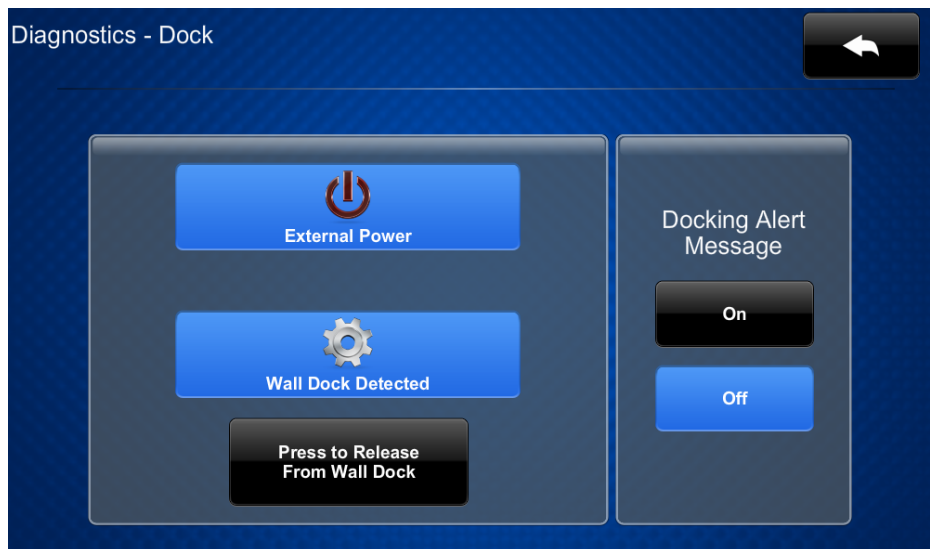 Diagnostics - Dock
External Power
Wall Dock Detected
Press to Release
From Wall Dock
Docking Alert
Message
On
Off